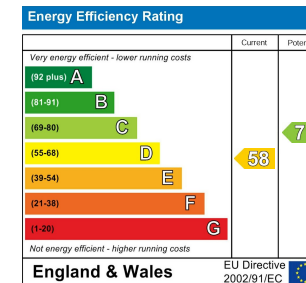 Energy Efficiency Rating
Current
Very energy efficient - lower running costs
(92 plus) A
(81-91) B
(69-80) C
(55-68) D
58
(39-54) E
(21-38) F
(1-20) G
Not energy efficient - higher running costs
England & Wales
EU Directive
2002/91/EC